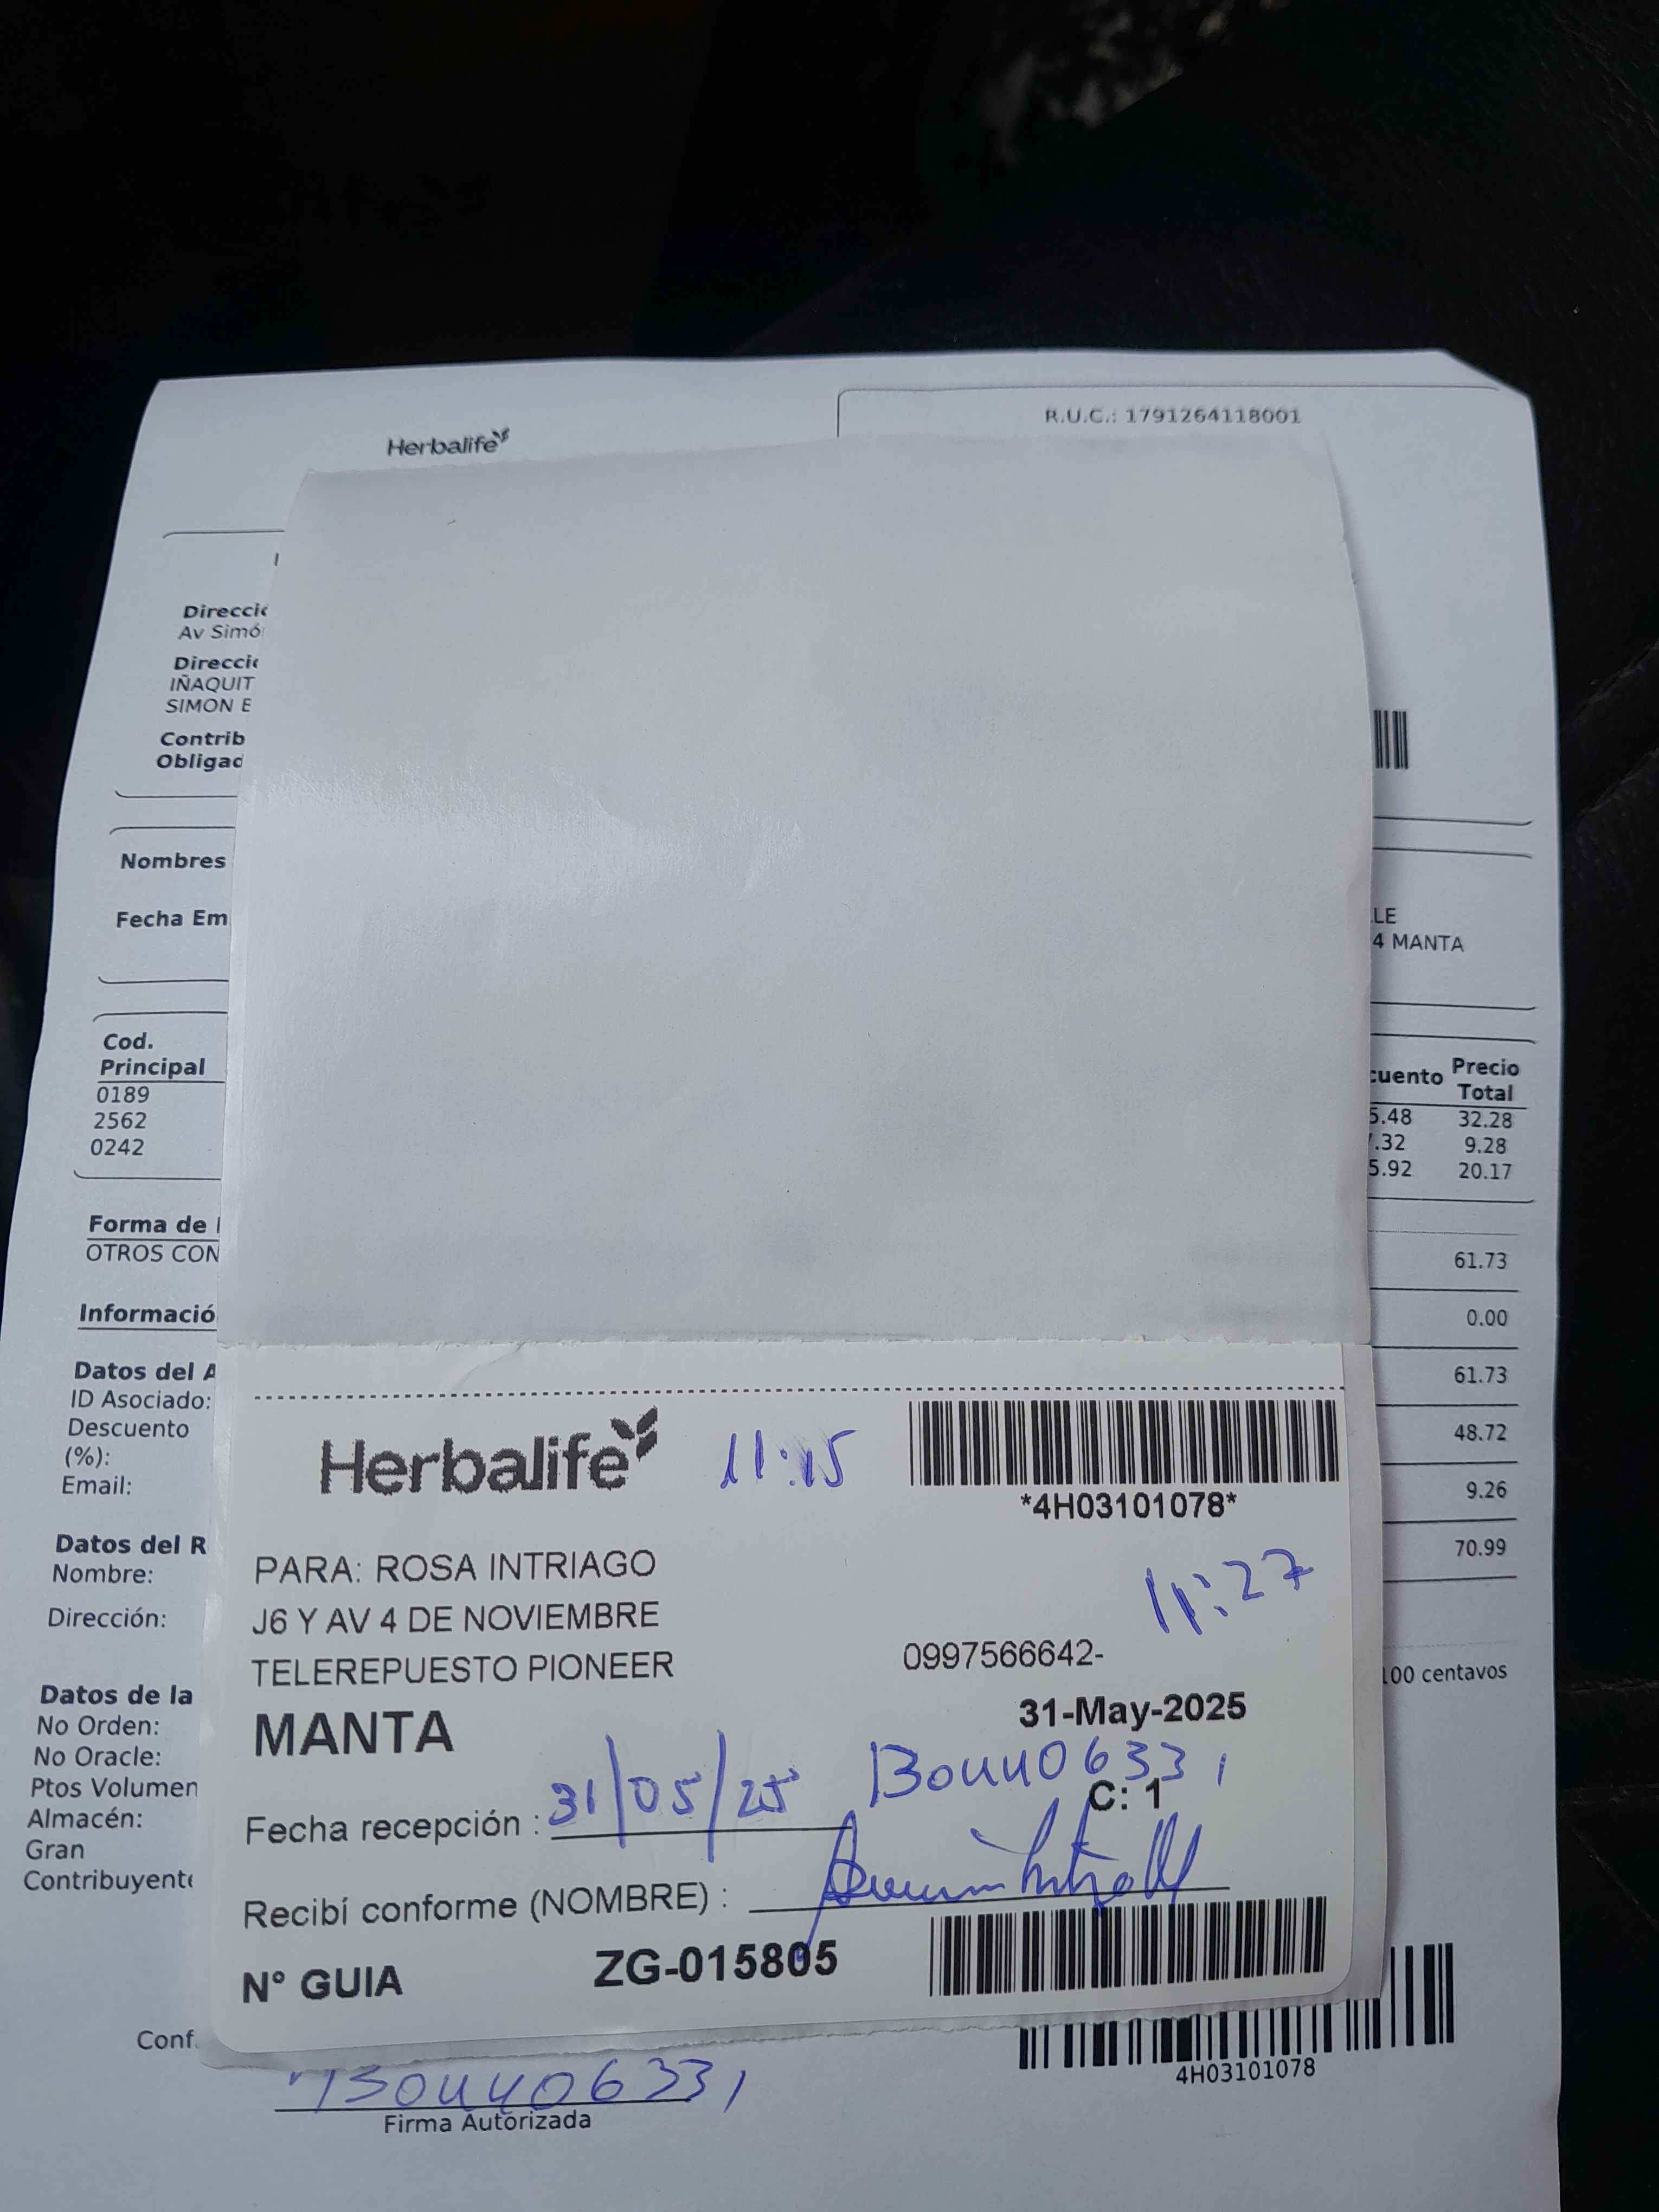 Herbalife
R.U.C.: 1791264118001
Direcció
Av Simó
Direcci
IÑAQUIT
SIMON B
Contrib
Obligad
Nombres
Fecha Em
LE
4 MANTA
Cod.
Principal
cuento
Precio
Total
0189
5.48 32.28
2562
.32 9.28
0242
5.92 20.17
Forma de
OTROS CON
61.73
Informació
0.00
Datos del A
61.73
ID Asociado:
Descuento
(%):
48.72
Email:
9.26
Datos del R
Nombre:
70.99
Dirección:
100 centavos
Datos de la
No Orden:
No Oracle:
Ptos Volumen
Almacén:
Gran
Contribuyente
Herbalife
11:15
*4H03101078*
PARA: ROSA INTRIAGO
11:27
J6 Y AV 4 DE NOVIEMBRE
TELEREPUESTO PIONEER
0997566642-
MANTA
31-May-2025
1304406331
C: 1
Fecha recepción : 31/05/25
Recibí conforme (NOMBRE) :
N° GUIA ZG-015805
Conf.
4H03101078
1304406331
Firma Autorizada